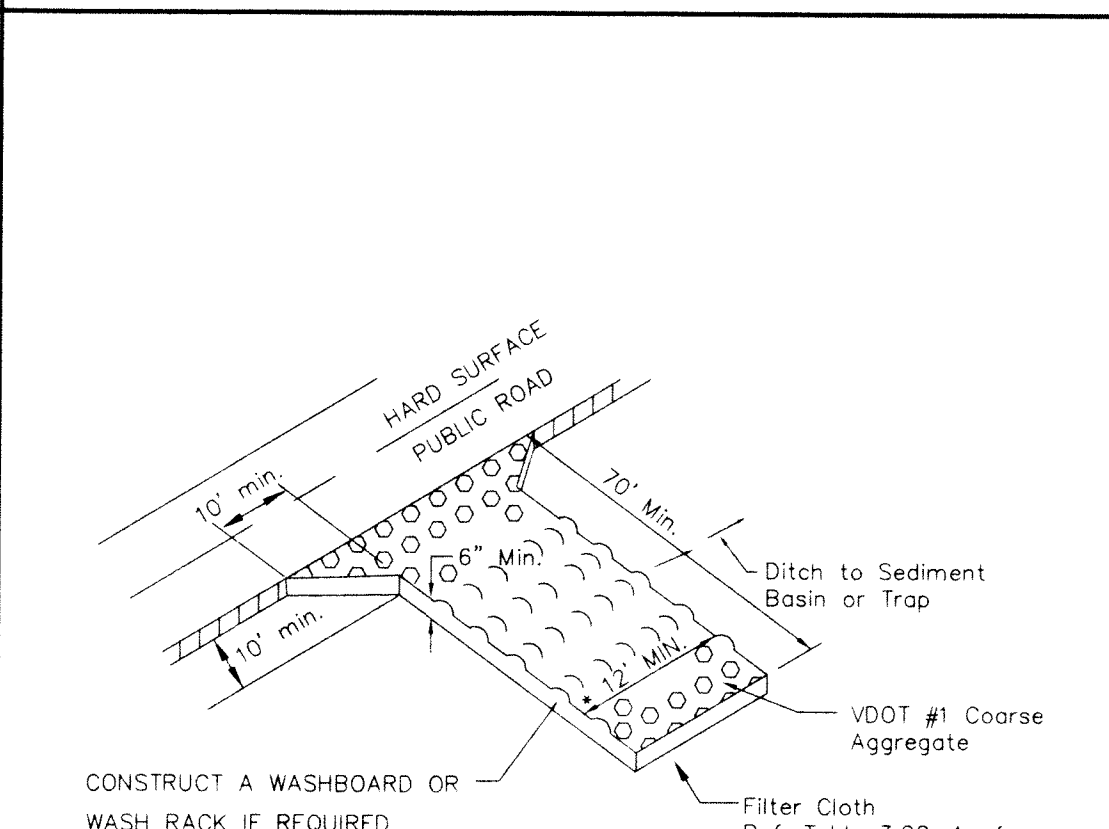 HARD SURFACE
PUBLIC ROAD
10' min.
70' Min.
6" Min.
Ditch to Sediment
Basin or Trap
10' min.
* 12' MIN.
VDOT #1 Coarse
Aggregate
CONSTRUCT A WASHBOARD OR
WASH RACK IF REQUIRED
Filter Cloth